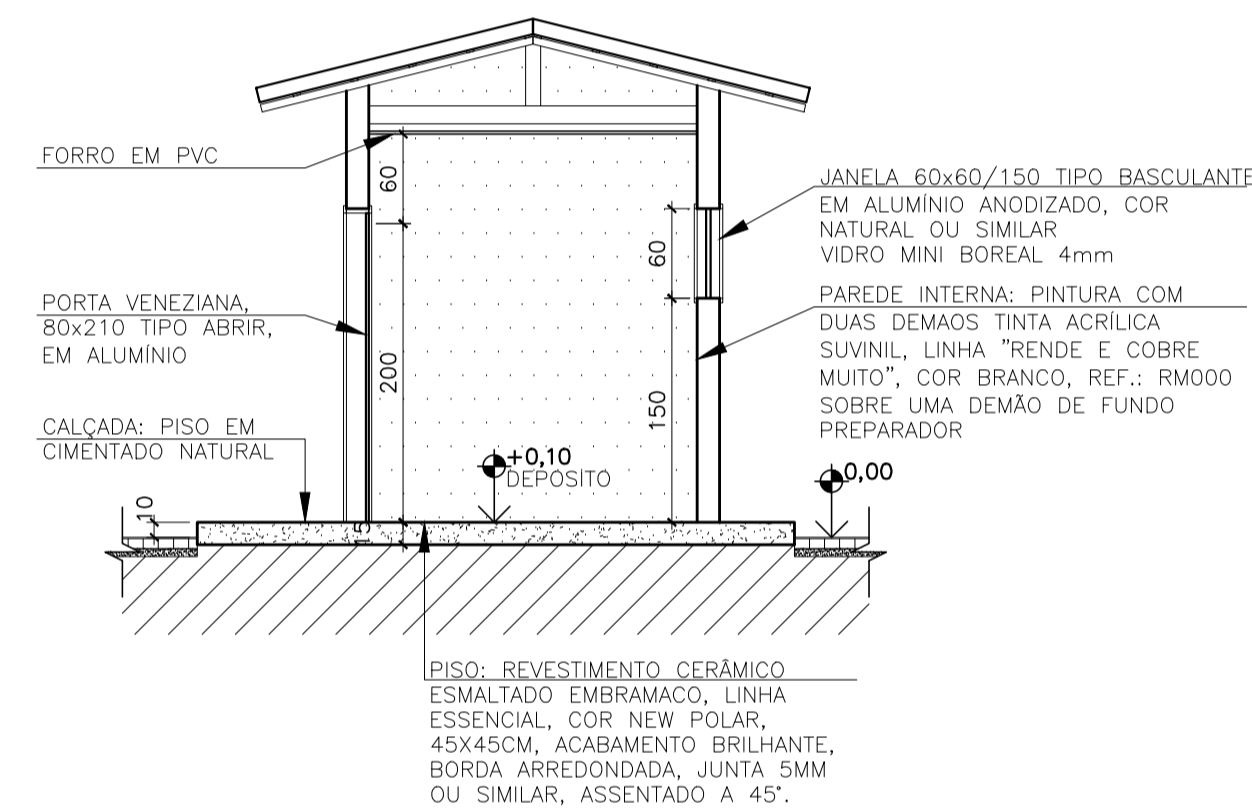 FORRO EM PVC
60
JANELA 60x60/150 TIPO BASCULANTE
EM ALUMÍNIO ANODIZADO, COR
NATURAL OU SIMILAR
VIDRO MINI BOREAL 4mm
60
PORTA VENEZIANA,
80x210 TIPO ABRIR,
EM ALUMÍNIO
200
PAREDE INTERNA: PINTURA COM
DUAS DEMAOS TINTA ACRÍLICA
SUVINIL, LINHA "RENDE E COBRE
MUITO", COR BRANCO, REF.: RM000
SOBRE UMA DEMÃO DE FUNDO
PREPARADOR
150
CALÇADA: PISO EM
CIMENTADO NATURAL
+0,10
DEPÓSITO
0,00
10
15
PISO: REVESTIMENTO CERÂMICO
ESMALTADO EMBRAMACO, LINHA
ESSENCIAL, COR NEW POLAR,
45X45CM, ACABAMENTO BRILHANTE,
BORDA ARREDONDADA, JUNTA 5MM
OU SIMILAR, ASSENTADO A 45°.